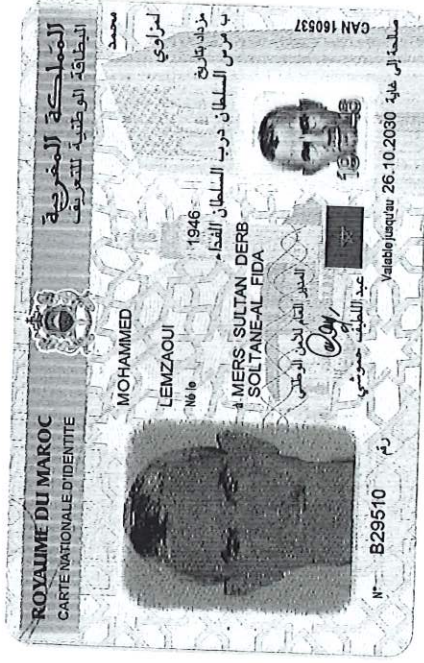 ROYAUME DU MAROC
المملكة المغربية
CARTE NATIONALE D'IDENTITE
البطاقة الوطنية للتعريف
MOHAMMED
محمد
LEMZAOUI
لمزاوي
Né le 1946 مزداد بتاريخ
ب مرس السلطان درب السلطان الفداء
à MERS SULTAN DERB
SOLTANE-AL FIDA
المدير العام للأمن الوطني
عبد اللطيف حموشي
N° B29510 رقم
Valable jusqu'au 26.10.2030 صالحة إلى غاية
CAN 160537